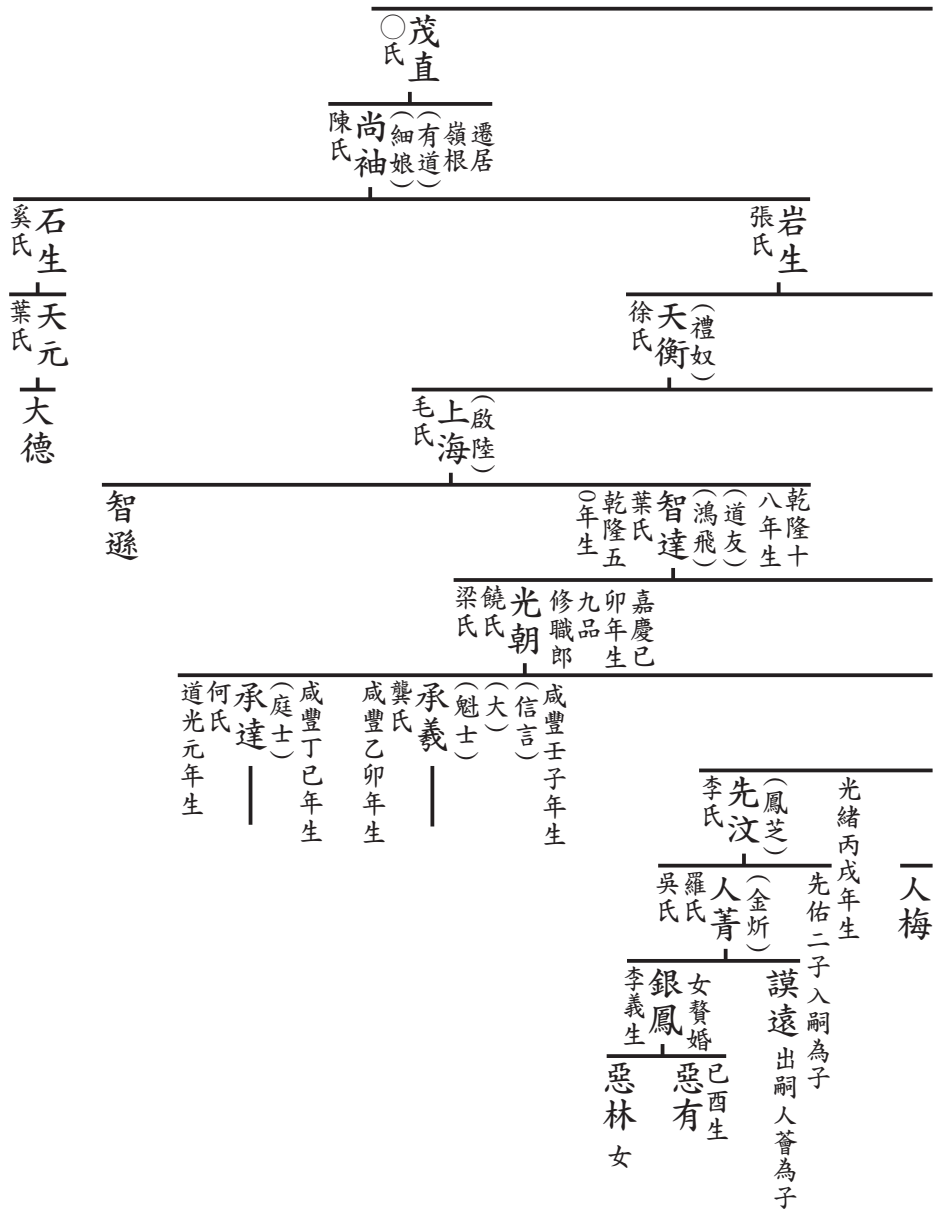 茂直
○氏
遷居
嶺根
(有道)
(細娘)
尚袖
陳氏
岩生
張氏
石生
奚氏
(禮奴)
天衡
徐氏
天元
葉氏
(啟陸)
上海
毛氏
大德
乾隆十
八年生
(道友)
(鴻飛)
智達
葉氏
乾隆五
0年生
智遜
嘉慶已
卯年生
九品
修職郎
光朝
饒氏
梁氏
咸豐壬子年生
(信言)
(大)
(魁士)
承羲
龔氏
咸豐乙卯年生
咸豐丁已年生
(庭士)
承達
何氏
道光元年生
光緒丙戌年生
(鳳芝)
先汶
李氏
人梅
先佑二子入嗣為子
(金炘)
人菁
羅氏
吳氏
謨遠 出嗣人薈為子
女贅婚
銀鳳
李義生
已酉生
惡有
惡林 女